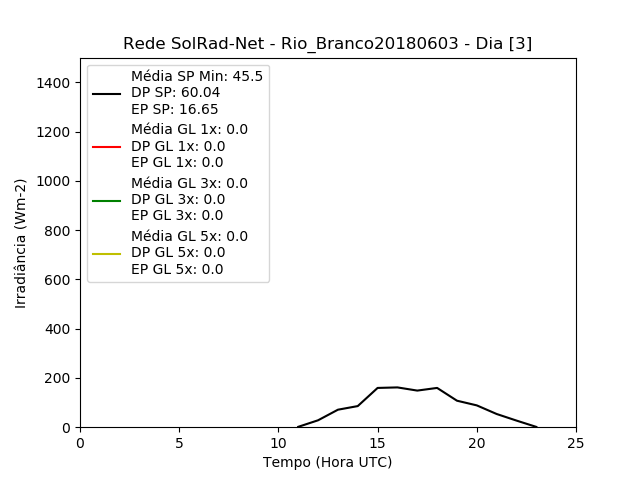 Rede SolRad-Net - Rio_Branco20180603 - Dia [3]
Média SP Min: 45.5
DP SP: 60.04
EP SP: 16.65
Média GL 1x: 0.0
DP GL 1x: 0.0
EP GL 1x: 0.0
Média GL 3x: 0.0
DP GL 3x: 0.0
EP GL 3x: 0.0
Média GL 5x: 0.0
DP GL 5x: 0.0
EP GL 5x: 0.0
Irradiância (Wm-2)
1400
1200
1000
800
600
400
200
0
0 5 10 15 20 25
Tempo (Hora UTC)